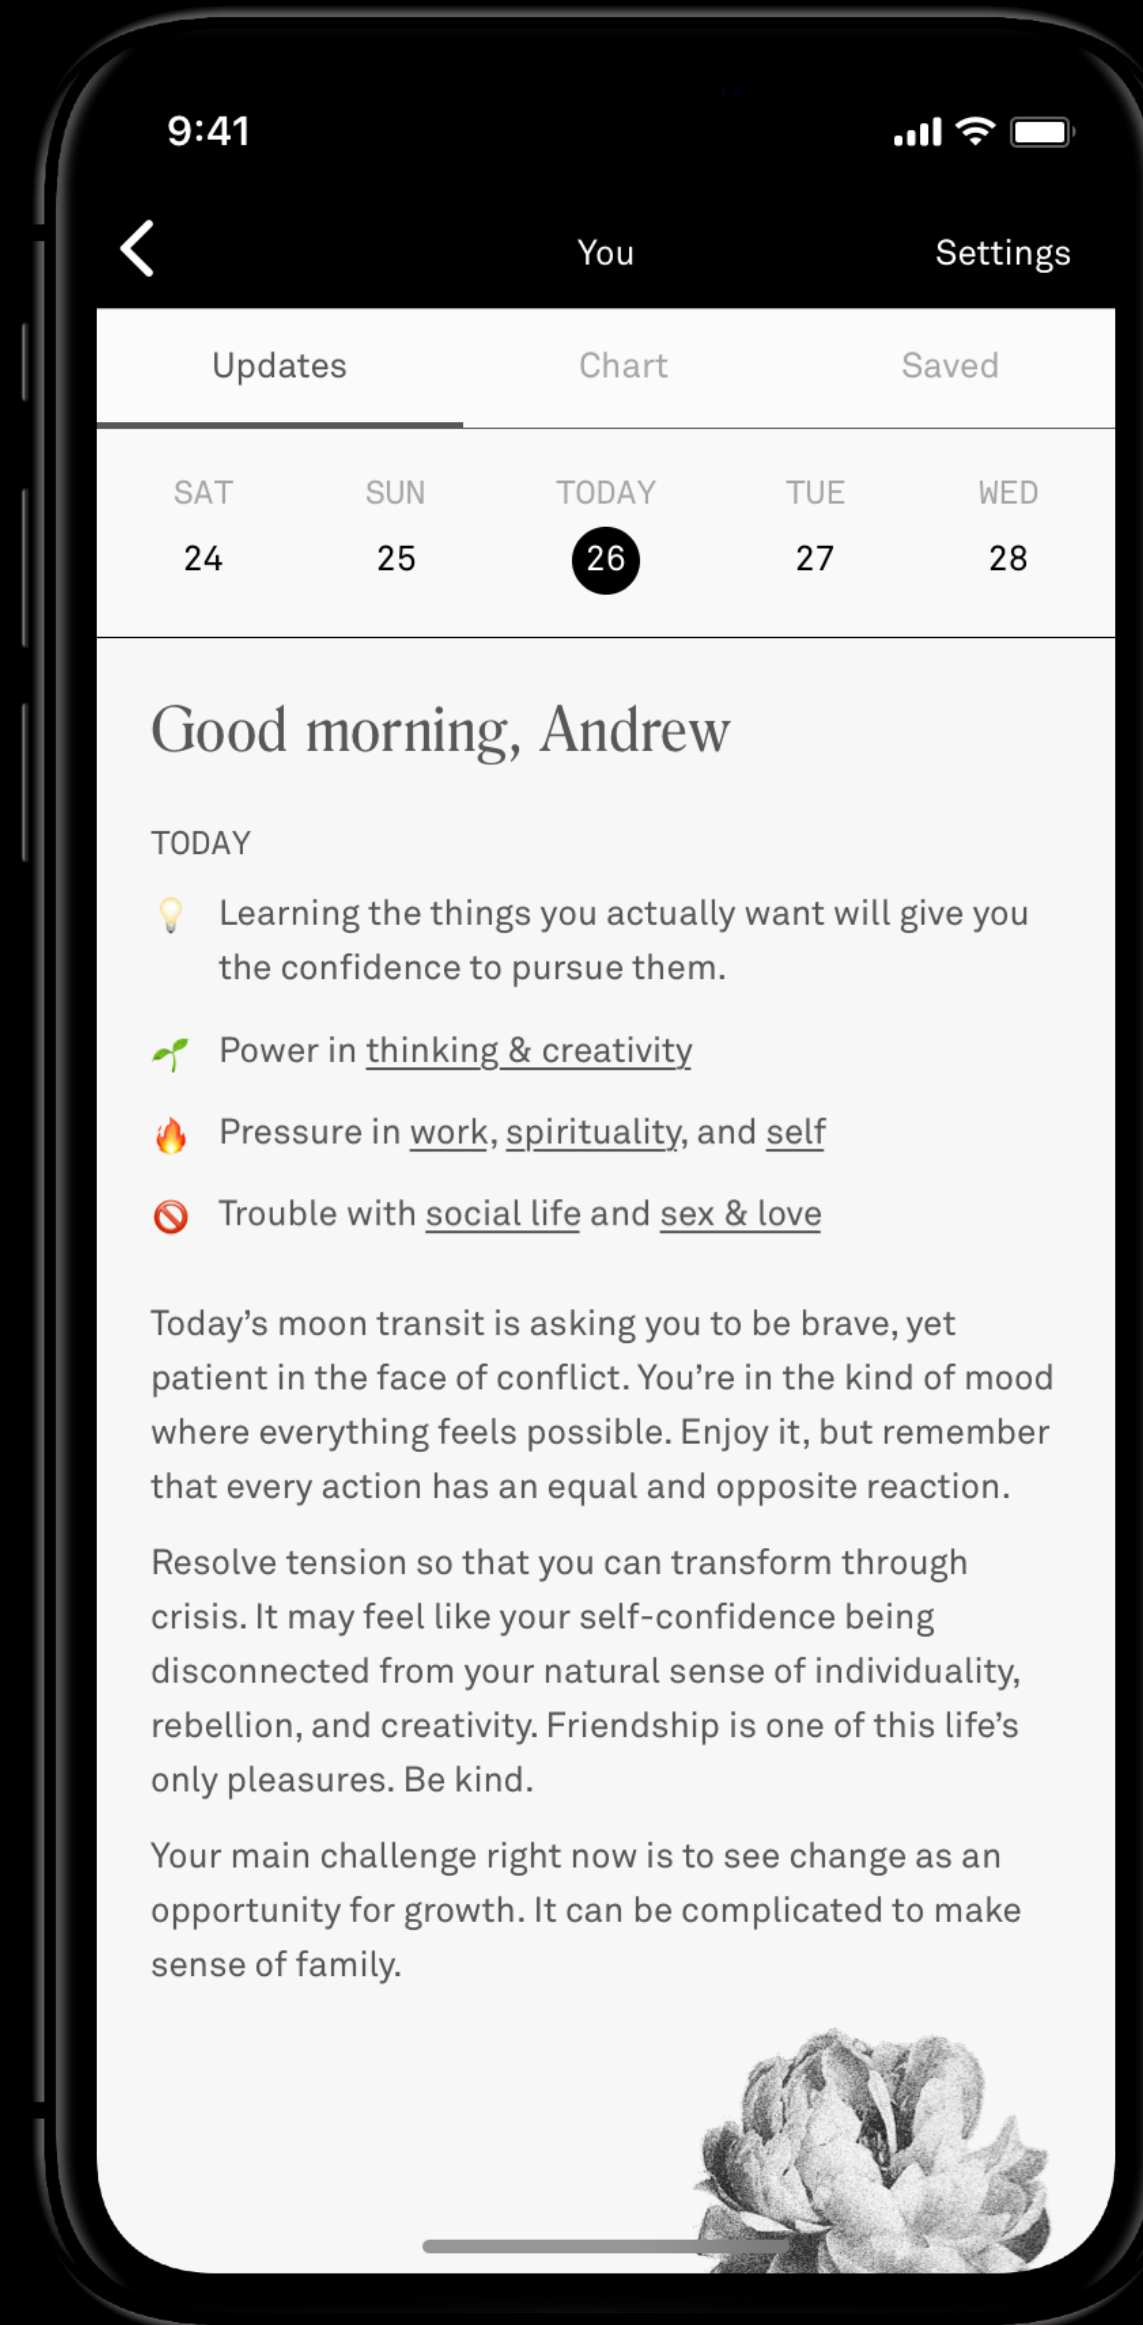 9:41
You
Settings
Updates
Chart
Saved
SAT
SUN
TODAY
TUE
WED
24
25
26
27
28
Good morning, Andrew
TODAY
Learning the things you actually want will give you
the confidence to pursue them.
Power in thinking & creativity
Pressure in work, spirituality, and self
Trouble with social life and sex & love
Today’s moon transit is asking you to be brave, yet
patient in the face of conflict. You’re in the kind of mood
where everything feels possible. Enjoy it, but remember
that every action has an equal and opposite reaction.
Resolve tension so that you can transform through
crisis. It may feel like your self-confidence being
disconnected from your natural sense of individuality,
rebellion, and creativity. Friendship is one of this life’s
only pleasures. Be kind.
Your main challenge right now is to see change as an
opportunity for growth. It can be complicated to make
sense of family.